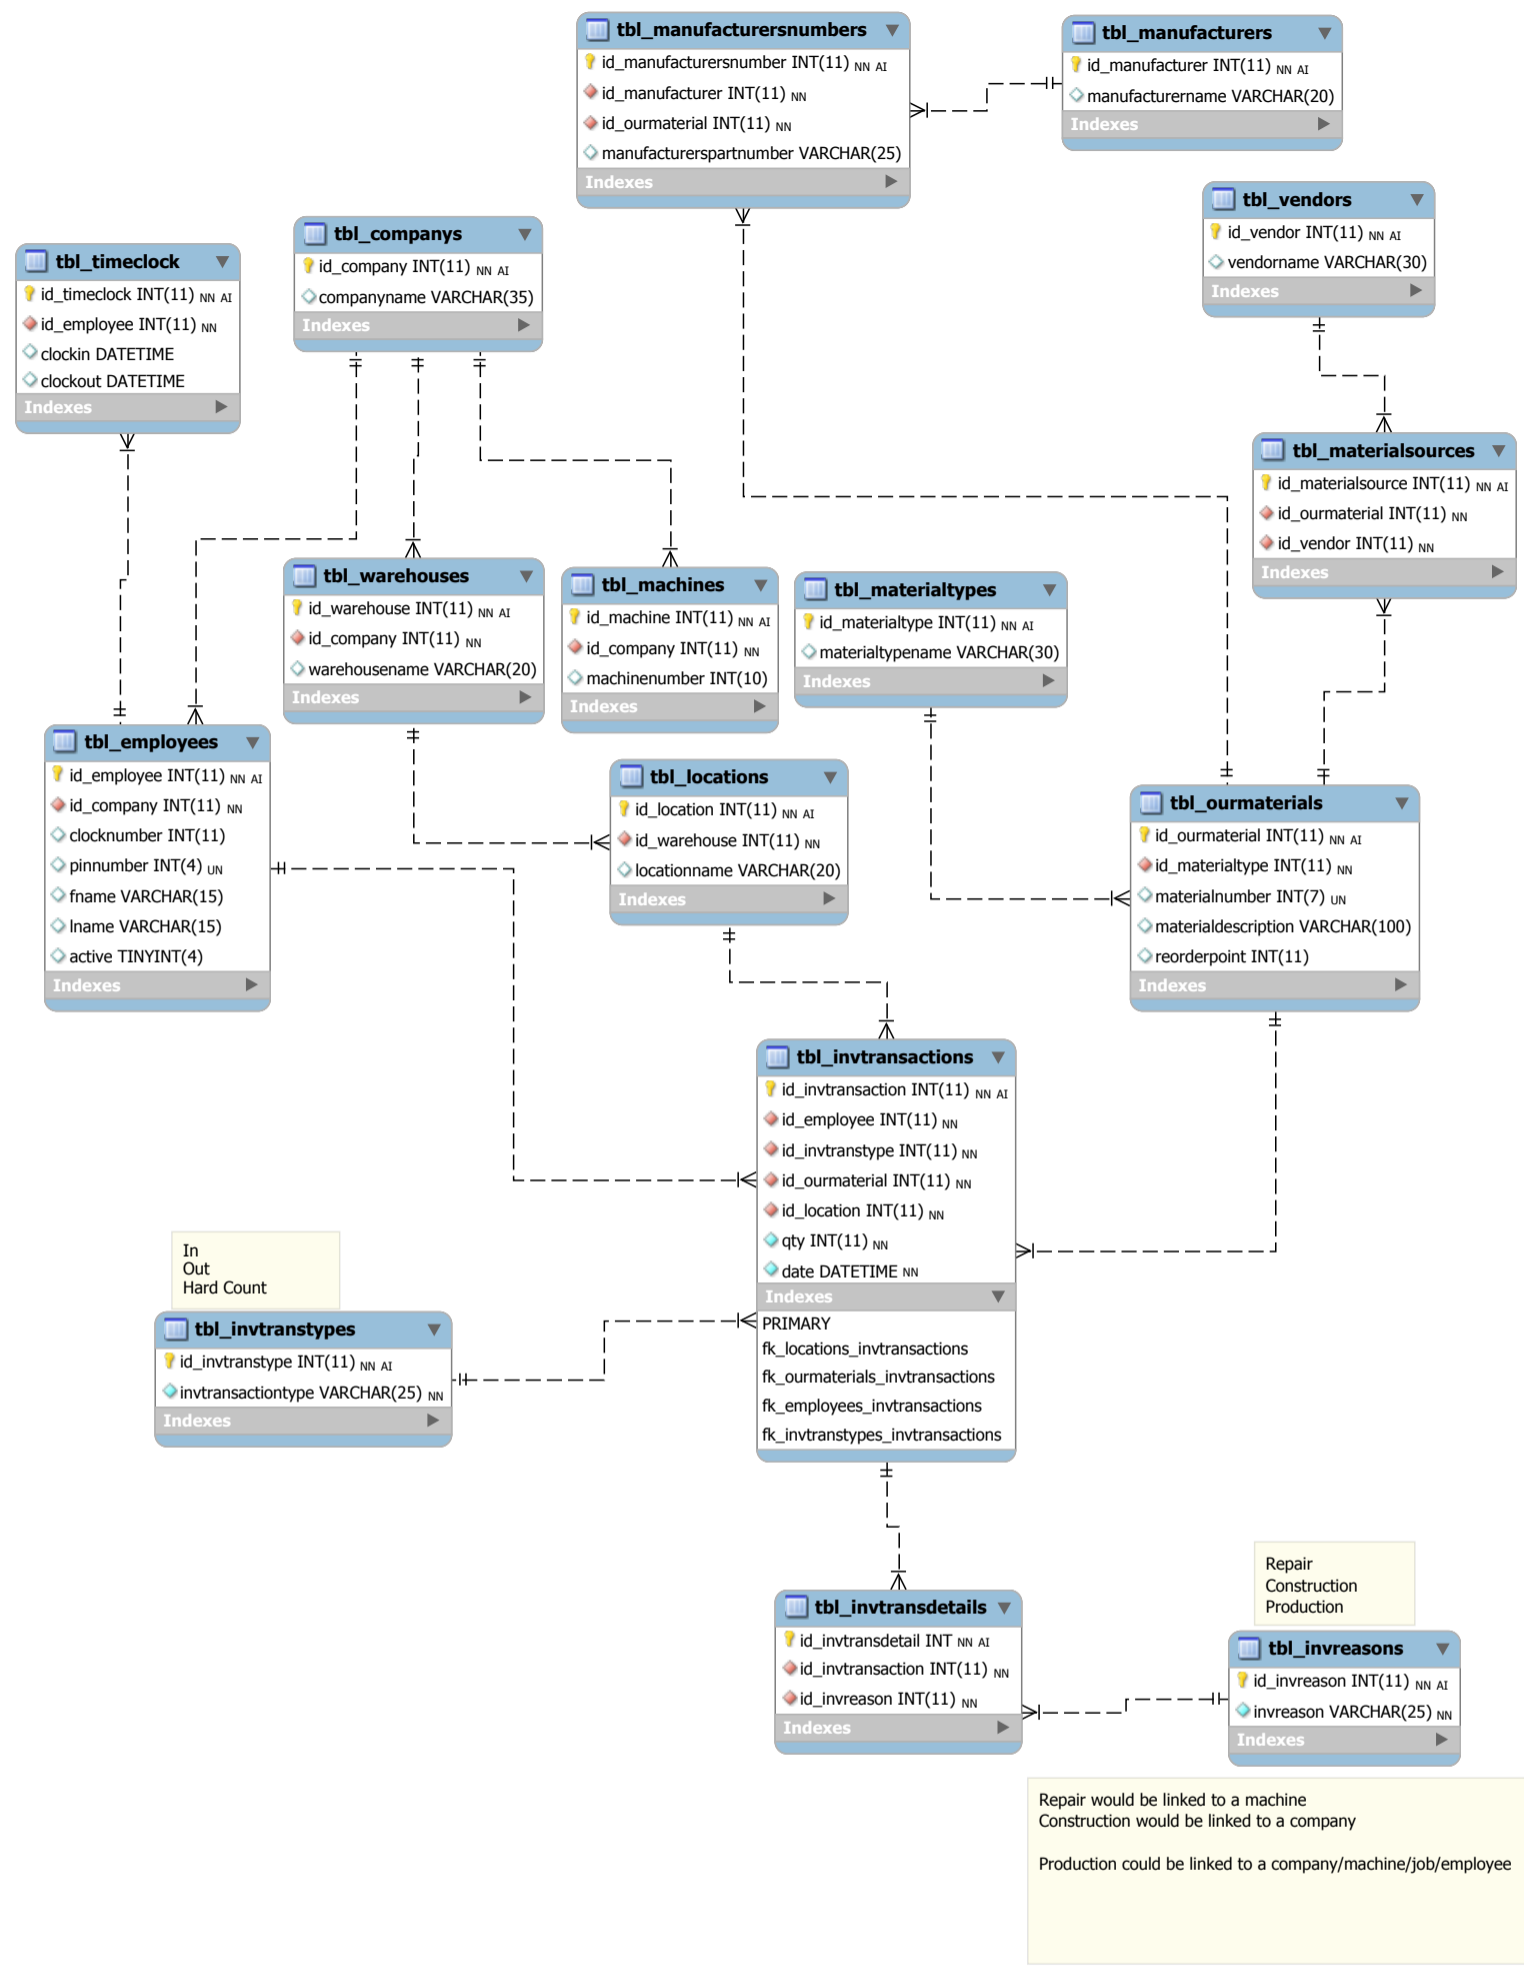 tbl_manufacturersnumbers
id_manufacturersnumber INT(11) NN AI
id_manufacturer INT(11) NN
id_ourmaterial INT(11) NN
manufacturerspartnumber VARCHAR(25)
Indexes
tbl_manufacturers
id_manufacturer INT(11) NN AI
manufacturername VARCHAR(20)
Indexes
tbl_vendors
id_vendor INT(11) NN AI
vendorname VARCHAR(30)
Indexes
tbl_companys
id_company INT(11) NN AI
companyname VARCHAR(35)
Indexes
tbl_timeclock
id_timeclock INT(11) NN AI
id_employee INT(11) NN
clockin DATETIME
clockout DATETIME
Indexes
tbl_materialsources
id_materialsource INT(11) NN AI
id_ourmaterial INT(11) NN
id_vendor INT(11) NN
Indexes
tbl_warehouses
id_warehouse INT(11) NN AI
id_company INT(11) NN
warehousename VARCHAR(20)
Indexes
tbl_machines
id_machine INT(11) NN AI
id_company INT(11) NN
machinenumber INT(10)
Indexes
tbl_materialtypes
id_materialtype INT(11) NN AI
materialtypename VARCHAR(30)
Indexes
tbl_employees
id_employee INT(11) NN AI
id_company INT(11) NN
clocknumber INT(11)
pinnumber INT(4) UN
fname VARCHAR(15)
lname VARCHAR(15)
active TINYINT(4)
Indexes
tbl_locations
id_location INT(11) NN AI
id_warehouse INT(11) NN
locationname VARCHAR(20)
Indexes
tbl_ourmaterials
id_ourmaterial INT(11) NN AI
id_materialtype INT(11) NN
materialnumber INT(7) UN
materialdescription VARCHAR(100)
reorderpoint INT(11)
Indexes
tbl_invtransactions
id_invtransaction INT(11) NN AI
id_employee INT(11) NN
id_invtranstype INT(11) NN
id_ourmaterial INT(11) NN
id_location INT(11) NN
qty INT(11) NN
date DATETIME NN
Indexes
PRIMARY
fk_locations_invtransactions
fk_ourmaterials_invtransactions
fk_employees_invtransactions
fk_invtranstypes_invtransactions
In
Out
Hard Count
tbl_invtranstypes
id_invtranstype INT(11) NN AI
invtransactiontype VARCHAR(25) NN
Indexes
tbl_invtransdetails
id_invtransdetail INT NN AI
id_invtransaction INT(11) NN
id_invreason INT(11) NN
Indexes
Repair
Construction
Production
tbl_invreasons
id_invreason INT(11) NN AI
invreason VARCHAR(25) NN
Indexes
Repair would be linked to a machine
Construction would be linked to a company
Production could be linked to a company/machine/job/employee